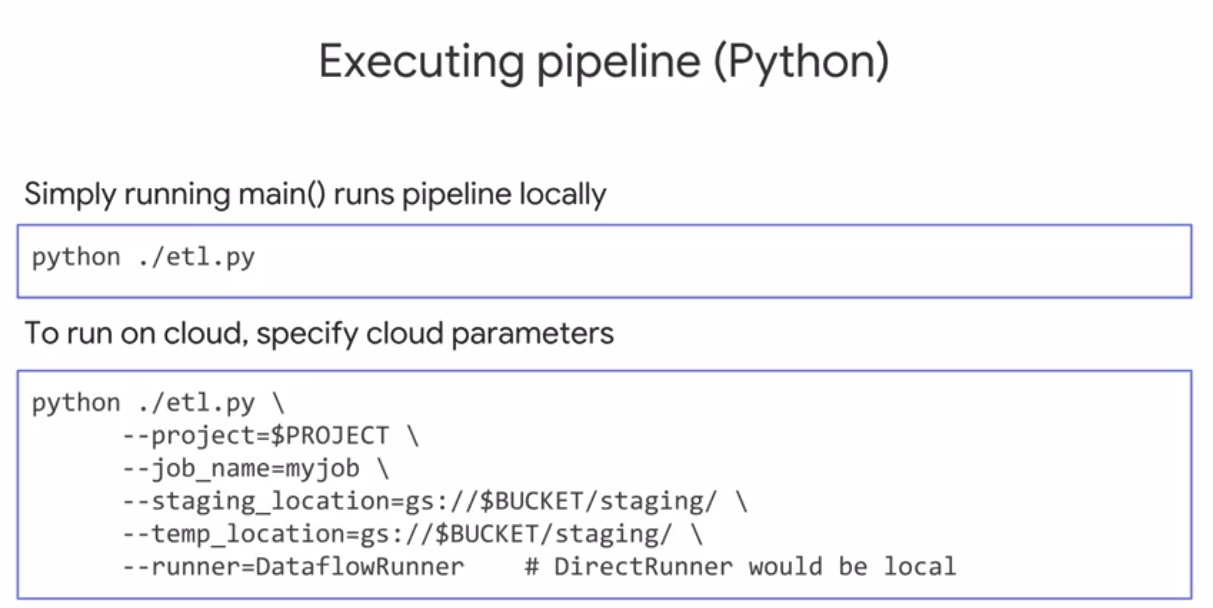 Executing pipeline (Python)
Simply running main() runs pipeline locally
python ./etl.py
To run on cloud, specify cloud parameters
python ./etl.py \
--project=$PROJECT \
--job_name=myjob \
--staging_location=gs://$BUCKET/staging/ \
--temp_location=gs://$BUCKET/staging/ \
--runner=DataflowRunner    # DirectRunner would be local